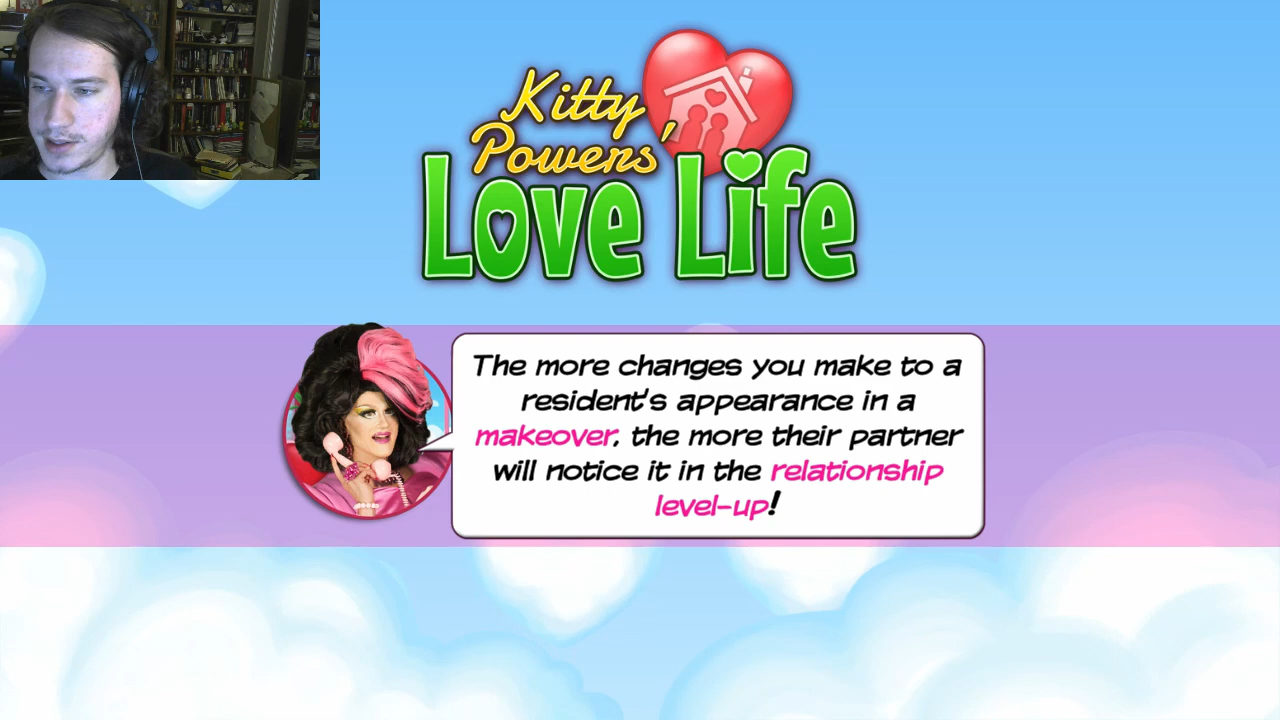 Kitty
Powers'
Love Life
The more changes you make to a
resident's appearance in a
makeover, the more their partner
will notice it in the relationship
level-up!